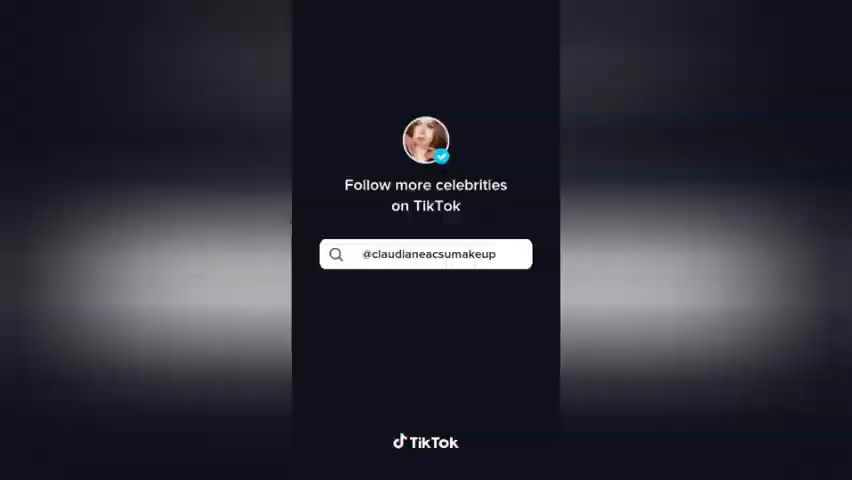 Follow more celebrities
on TikTok
@claudianeacsumakeup
TikTok